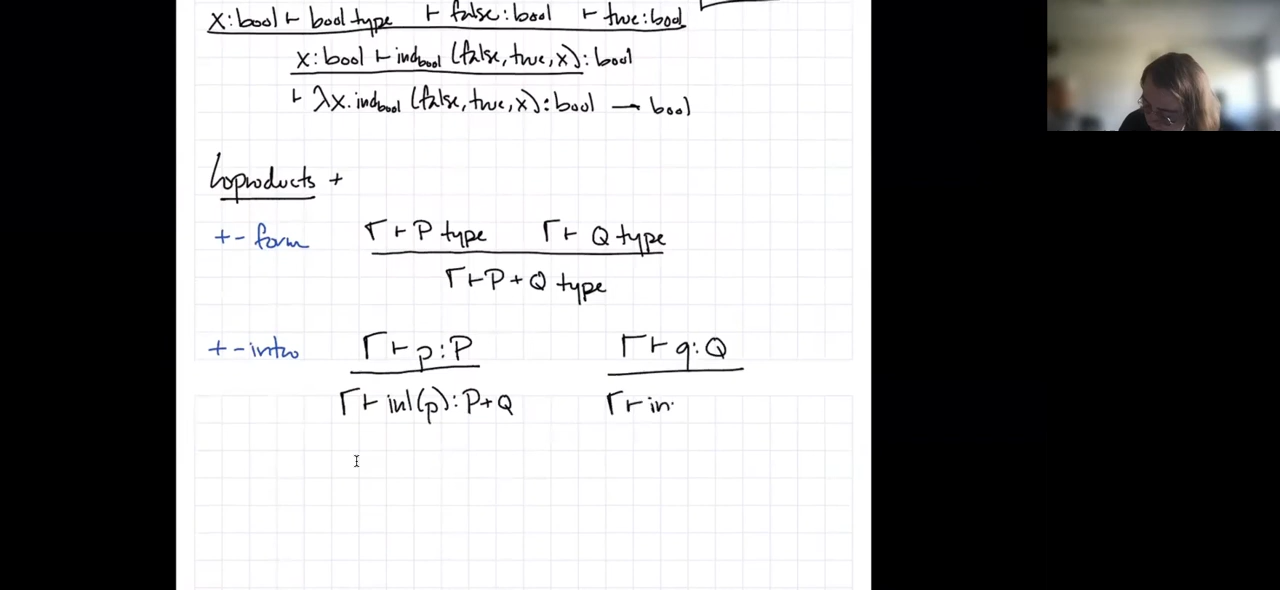 x:bool ⊢ bool type ⊢ false:bool ⊢ true:bool
x:bool ⊢ ind_bool (false, true, x): bool
⊢ λx. ind_bool (false, true, x): bool → bool
Coproducts +
+-form Γ ⊢ P type Γ ⊢ Q type
Γ ⊢ P+Q type
+-intro Γ ⊢ p:P Γ ⊢ q:Q
Γ ⊢ inl(p): P+Q Γ ⊢ in